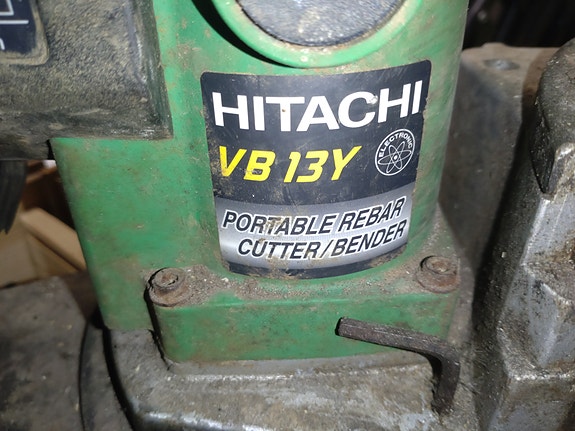 HITACHI
VB 13Y
ELECTRONIC
PORTABLE REBAR
CUTTER/BENDER